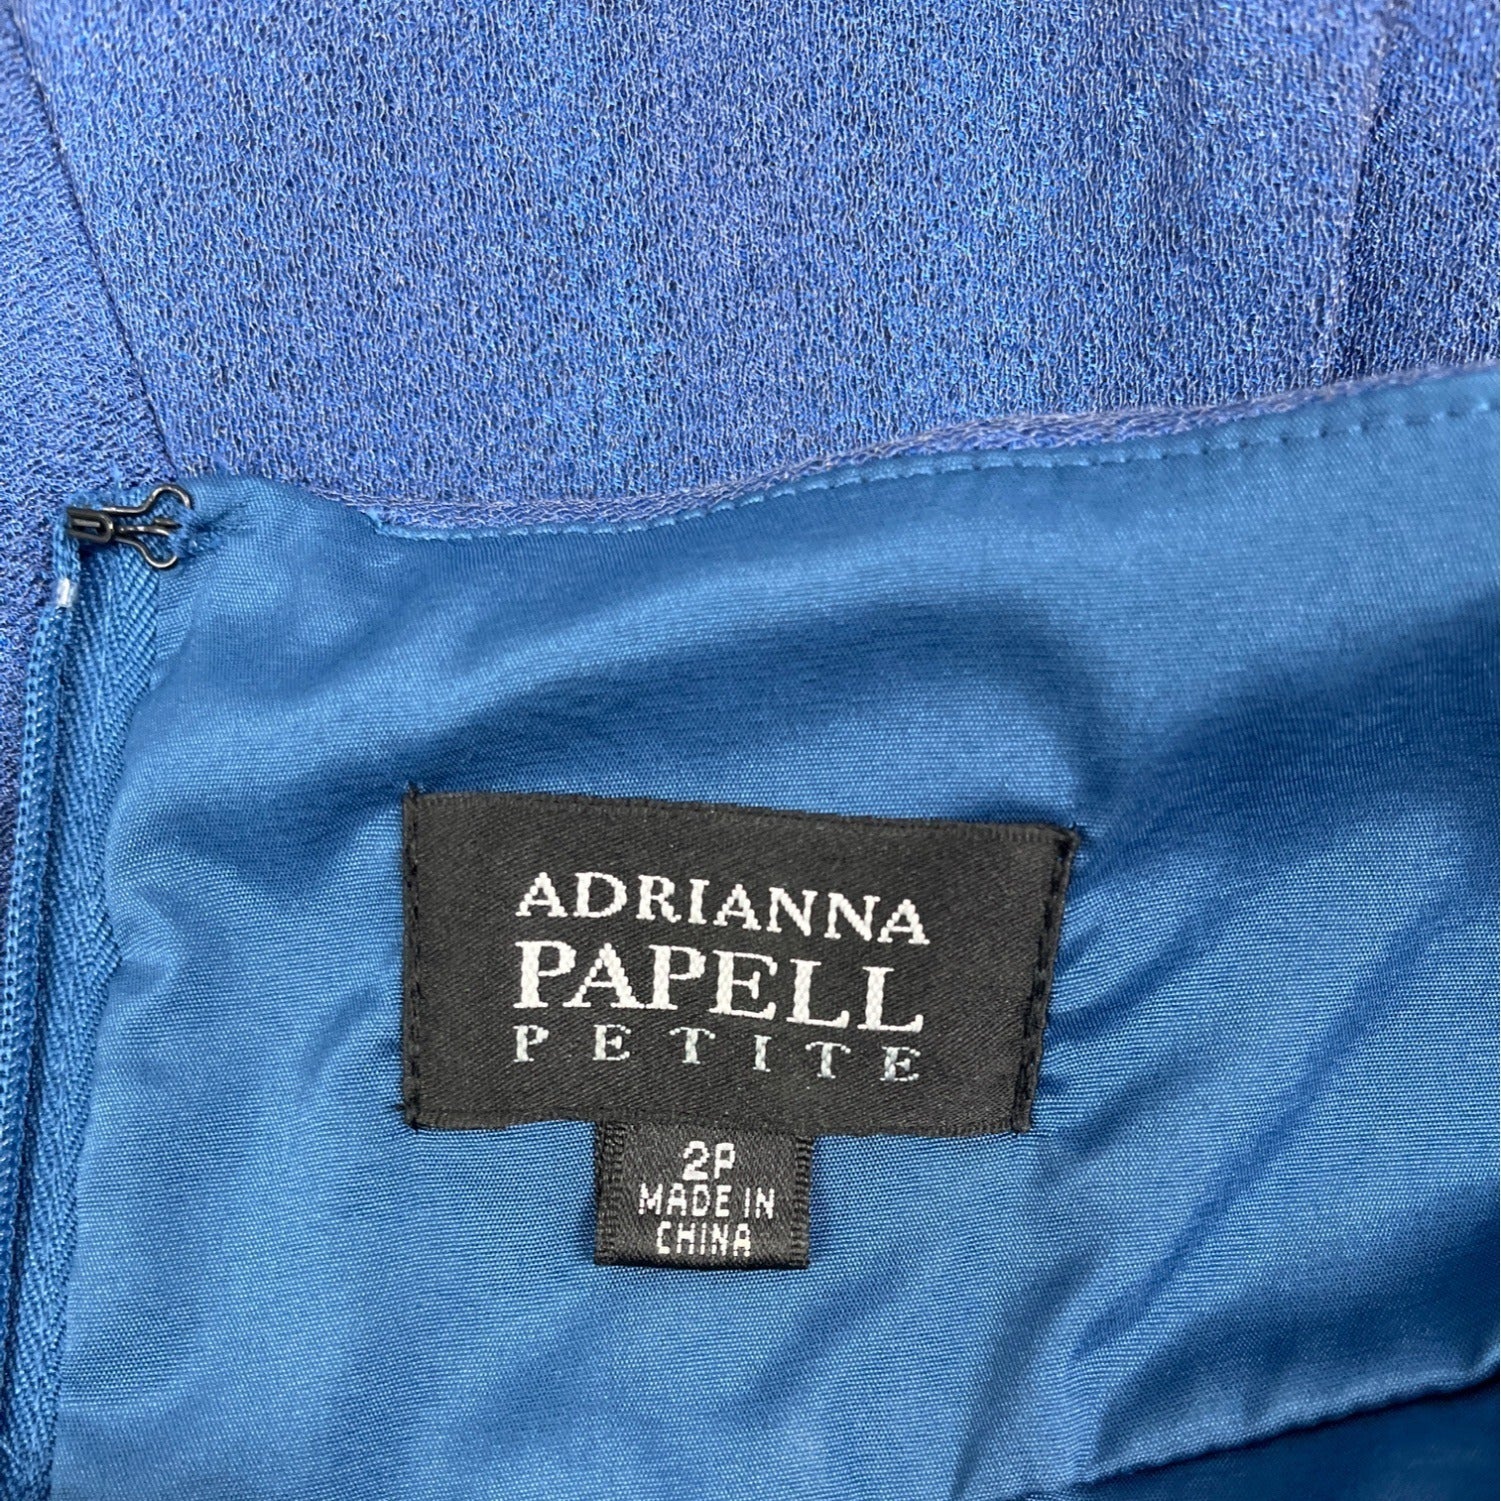 ADRIANNA
PAPELL
PETITE
2P
MADE IN
CHINA